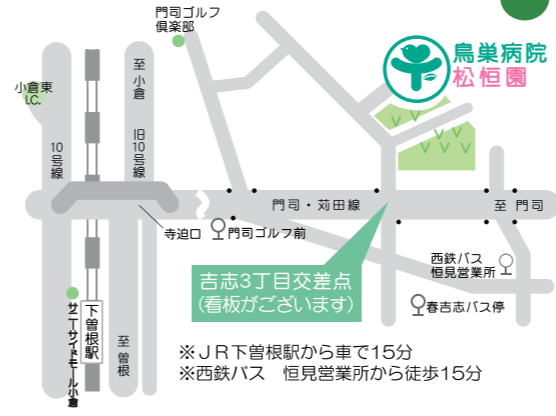 門司ゴルフ
倶楽部
鳥巣病院
松恒園
小倉東
I.C.
至小倉
旧10号線
10号線
門司・苅田線
至 門司
寺迫口
門司ゴルフ前
西鉄バス
恒見営業所
吉志3丁目交差点
(看板がございます)
春吉志バス停
下曽根駅
サニーサイドモール小倉
至曽根
※JR下曽根駅から車で15分
※西鉄バス 恒見営業所から徒歩15分